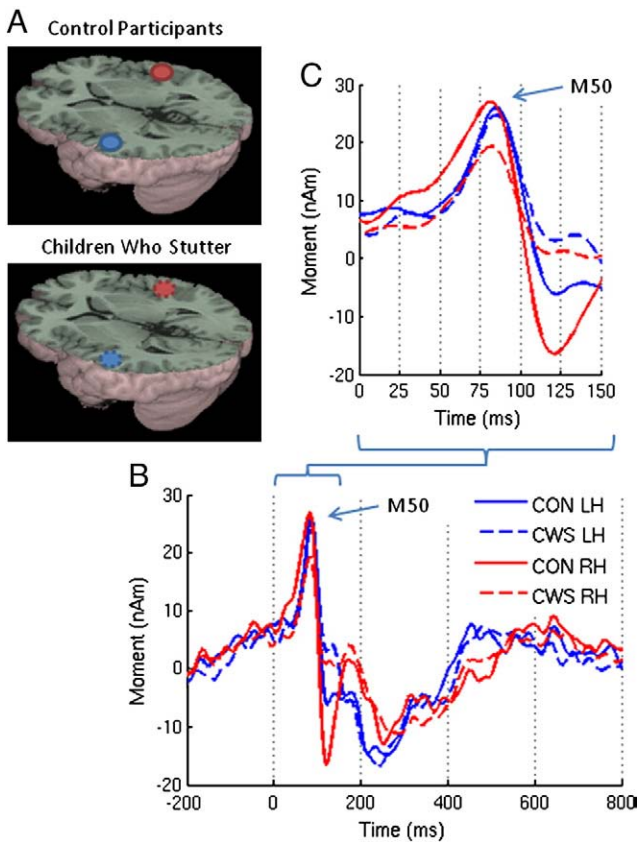 A
Control Participants
Children Who Stutter
C
M50
30
20
10
0
-10
-20
Moment (nAm)
0 25 50 75 100 125 150
Time (ms)
B
M50
30
20
10
0
-10
-20
Moment (nAm)
CON LH
CWS LH
CON RH
CWS RH
-200 0 200 400 600 800
Time (ms)